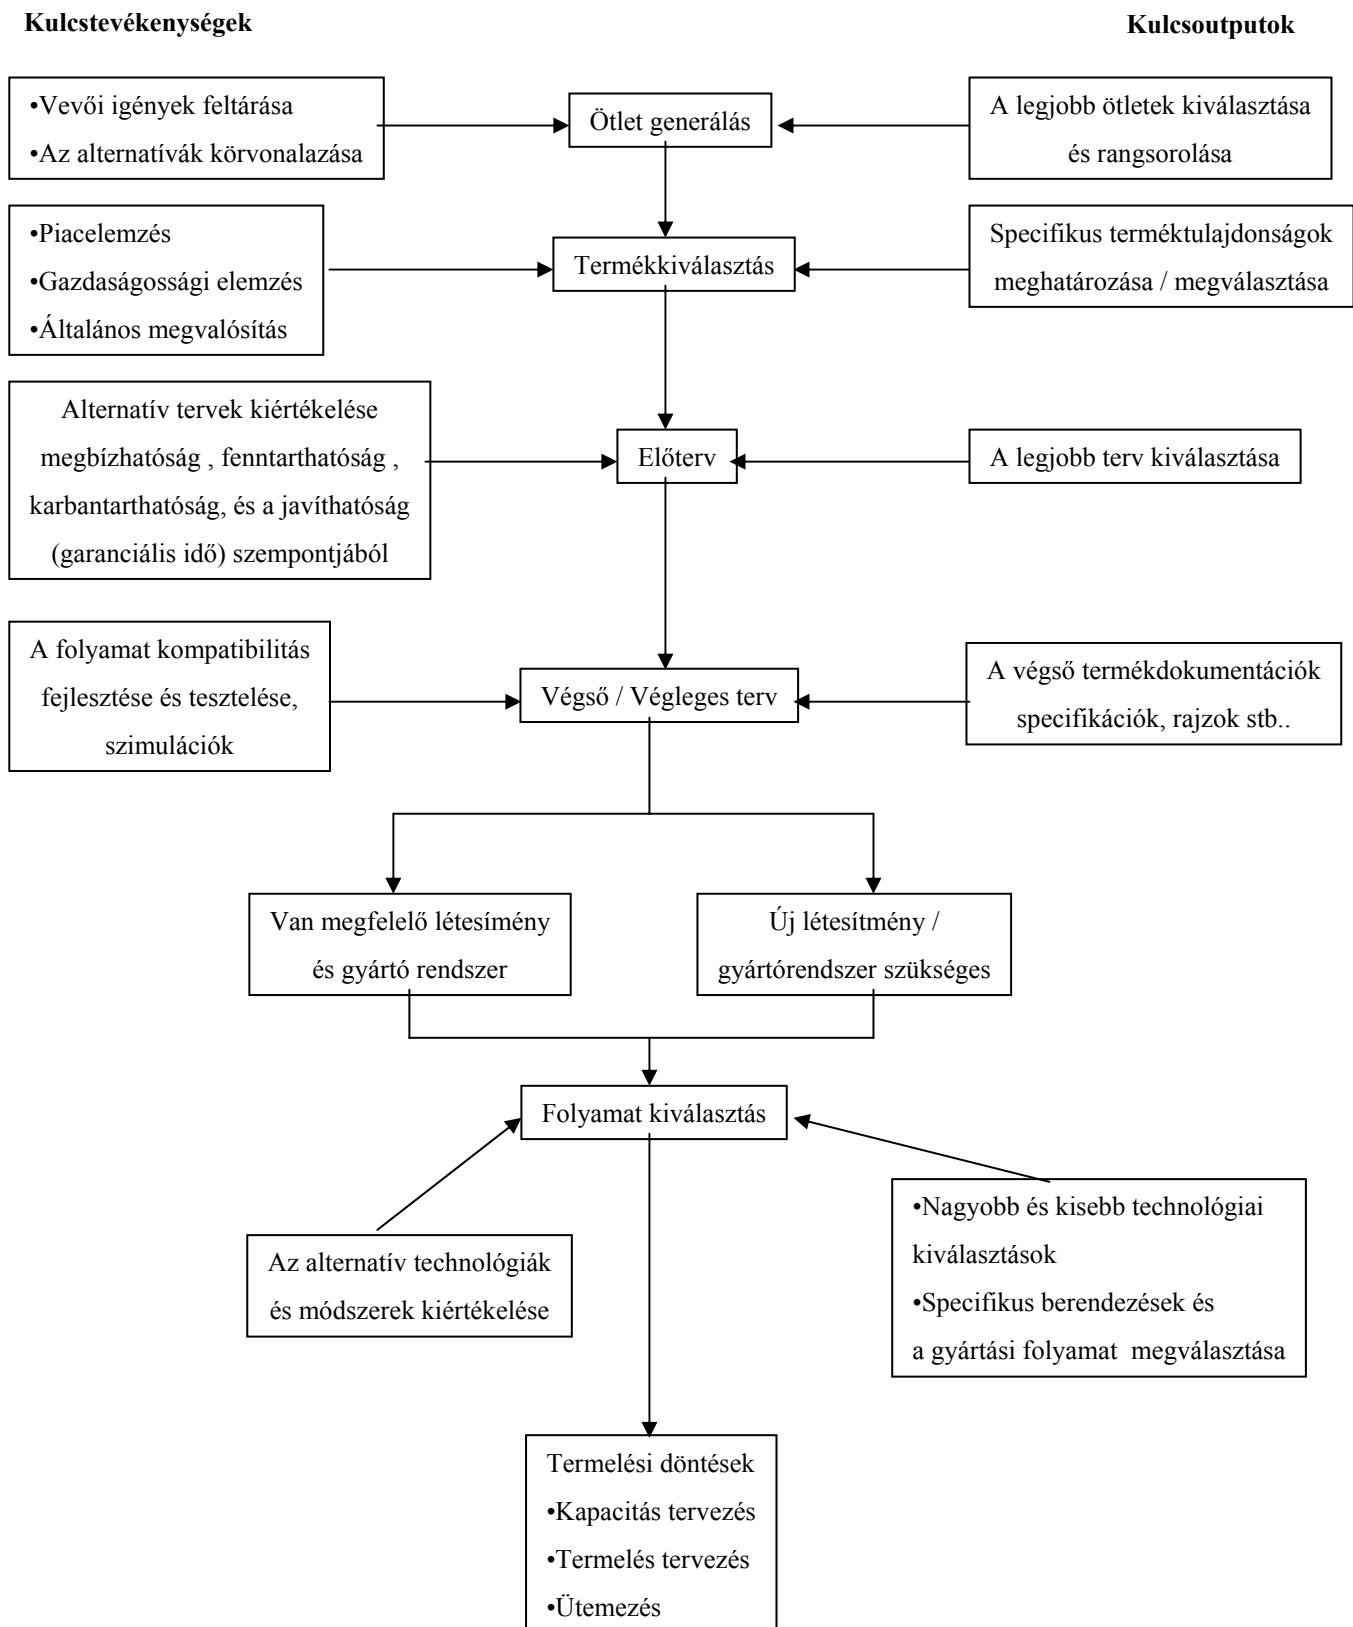 Kulcstevékenységek
Kulcsoutputok
•Vevői igények feltárása
•Az alternatívák körvonalazása
Ötlet generálás
A legjobb ötletek kiválasztása
és rangsorolása
•Piacelemzés
•Gazdaságossági elemzés
•Általános megvalósítás
Termékkiválasztás
Specifikus terméktulajdonságok
meghatározása / megválasztása
Alternatív tervek kiértékelése
megbízhatóság , fenntarthatóság ,
karbantarthatóság, és a javíthatóság
(garanciális idő) szempontjából
Előterv
A legjobb terv kiválasztása
A folyamat kompatibilitás
fejlesztése és tesztelése,
szimulációk
Végső / Végleges terv
A végső termékdokumentációk
specifikációk, rajzok stb..
Van megfelelő létesímény
és gyártó rendszer
Új létesítmény /
gyártórendszer szükséges
Folyamat kiválasztás
Az alternatív technológiák
és módszerek kiértékelése
•Nagyobb és kisebb technológiai
kiválasztások
•Specifikus berendezések és
a gyártási folyamat  megválasztása
Termelési döntések
•Kapacitás tervezés
•Termelés tervezés
•Ütemezés